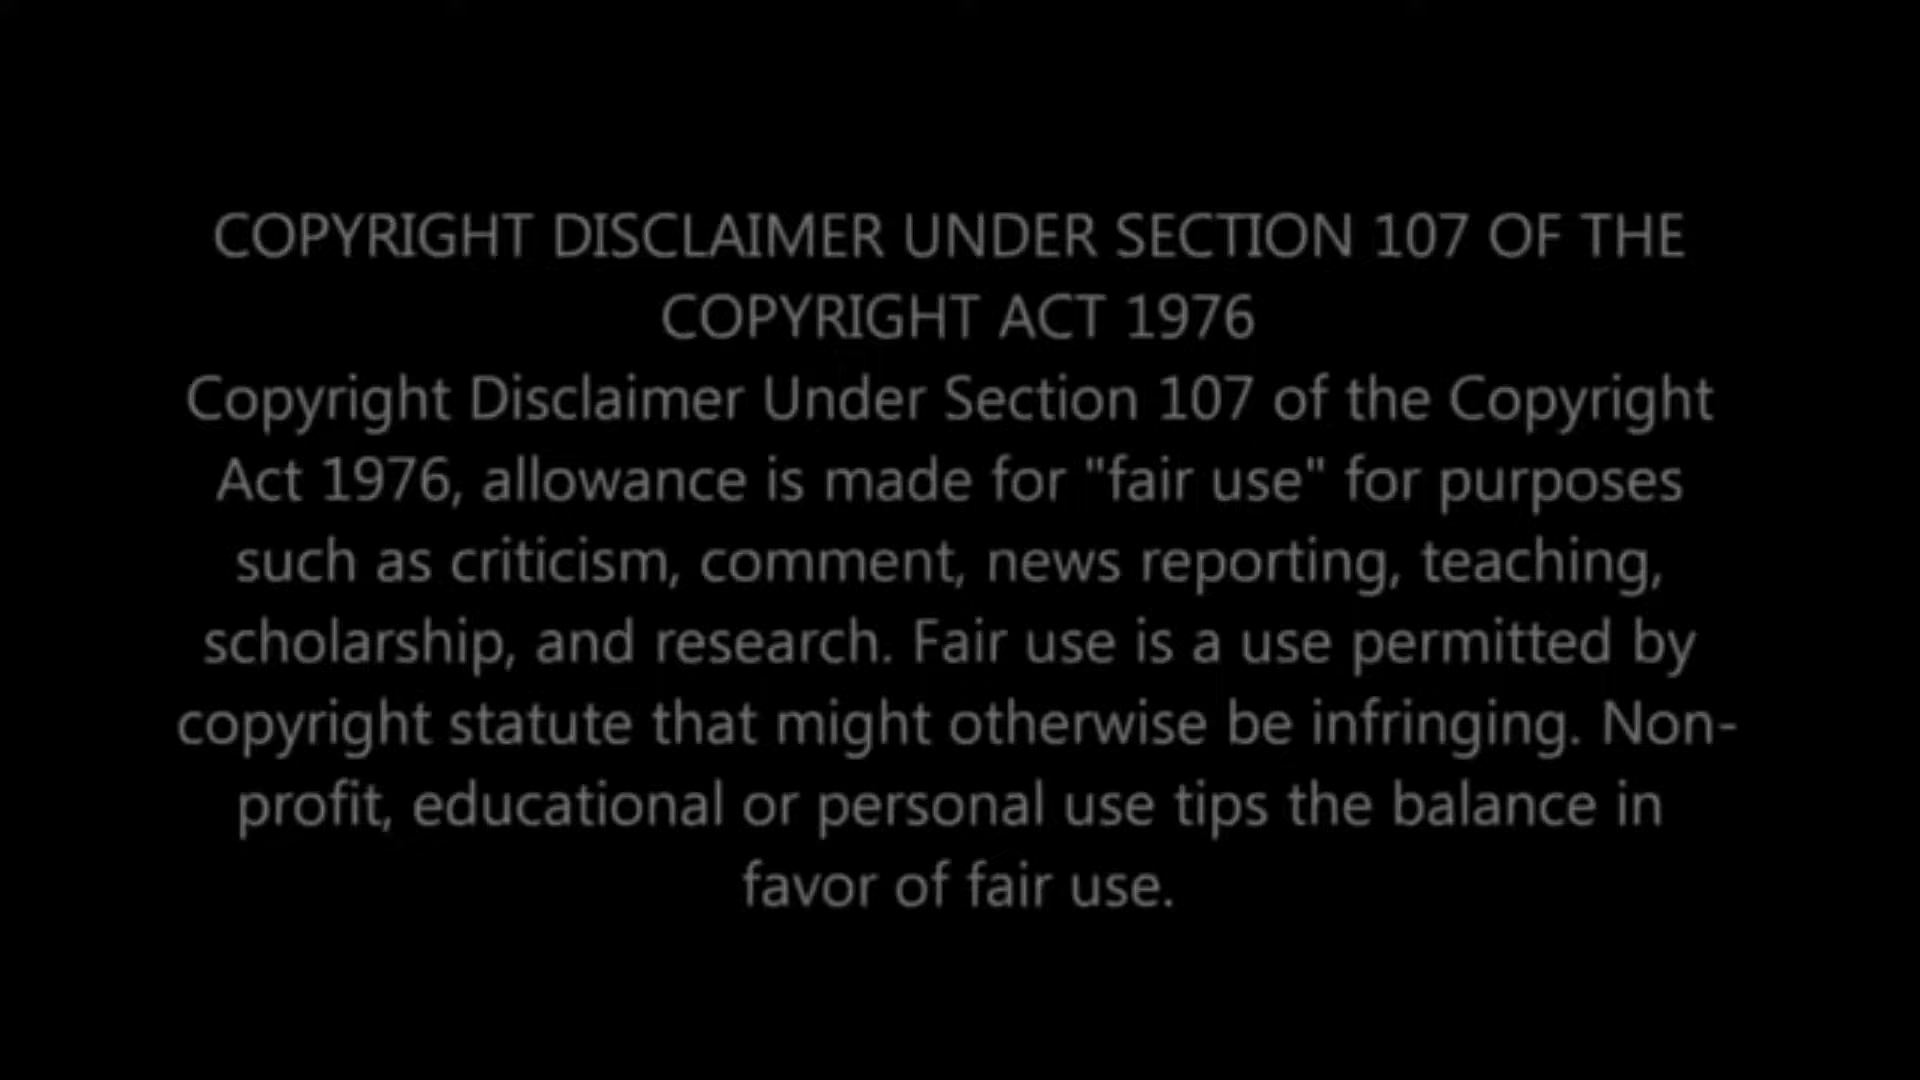 COPYRIGHT DISCLAIMER UNDER SECTION 107 OF THE
COPYRIGHT ACT 1976
Copyright Disclaimer Under Section 107 of the Copyright
Act 1976, allowance is made for "fair use" for purposes
such as criticism, comment, news reporting, teaching,
scholarship, and research. Fair use is a use permitted by
copyright statute that might otherwise be infringing. Non-
profit, educational or personal use tips the balance in
favor of fair use.